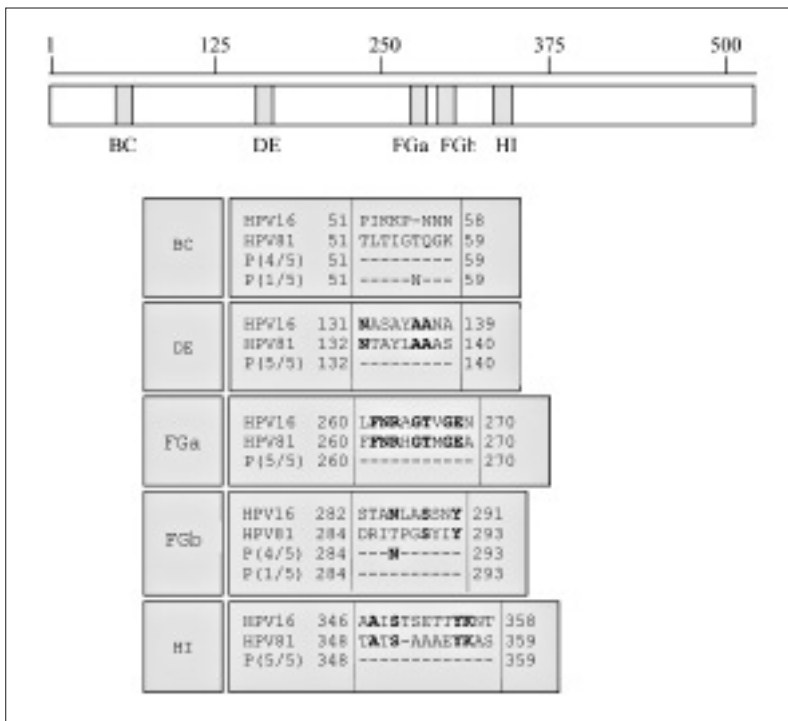 1 125 250 375 500
BC DE FGa FGb HI
BC
HPV16 51 PIKKP-NNN 58
HPV81 51 TLTIGTQGK 59
P(4/5) 51 --------- 59
P(1/5) 51 -----N--- 59
DE
HPV16 131 NASAYAANA 139
HPV81 132 NTAYLAAAS 140
P(5/5) 132 --------- 140
FGa
HPV16 260 LFNRAGTVGEN 270
HPV81 260 FFNRHGTMGEA 270
P(5/5) 260 ----------- 270
FGb
HPV16 282 STANLASSNY 291
HPV81 284 DRITPGSYIY 293
P(4/5) 284 ---N------ 293
P(1/5) 284 ---------- 293
HI
HPV16 346 AAISTSETTYKNT 358
HPV81 348 TATS-AAAEYKAS 359
P(5/5) 348 ------------- 359